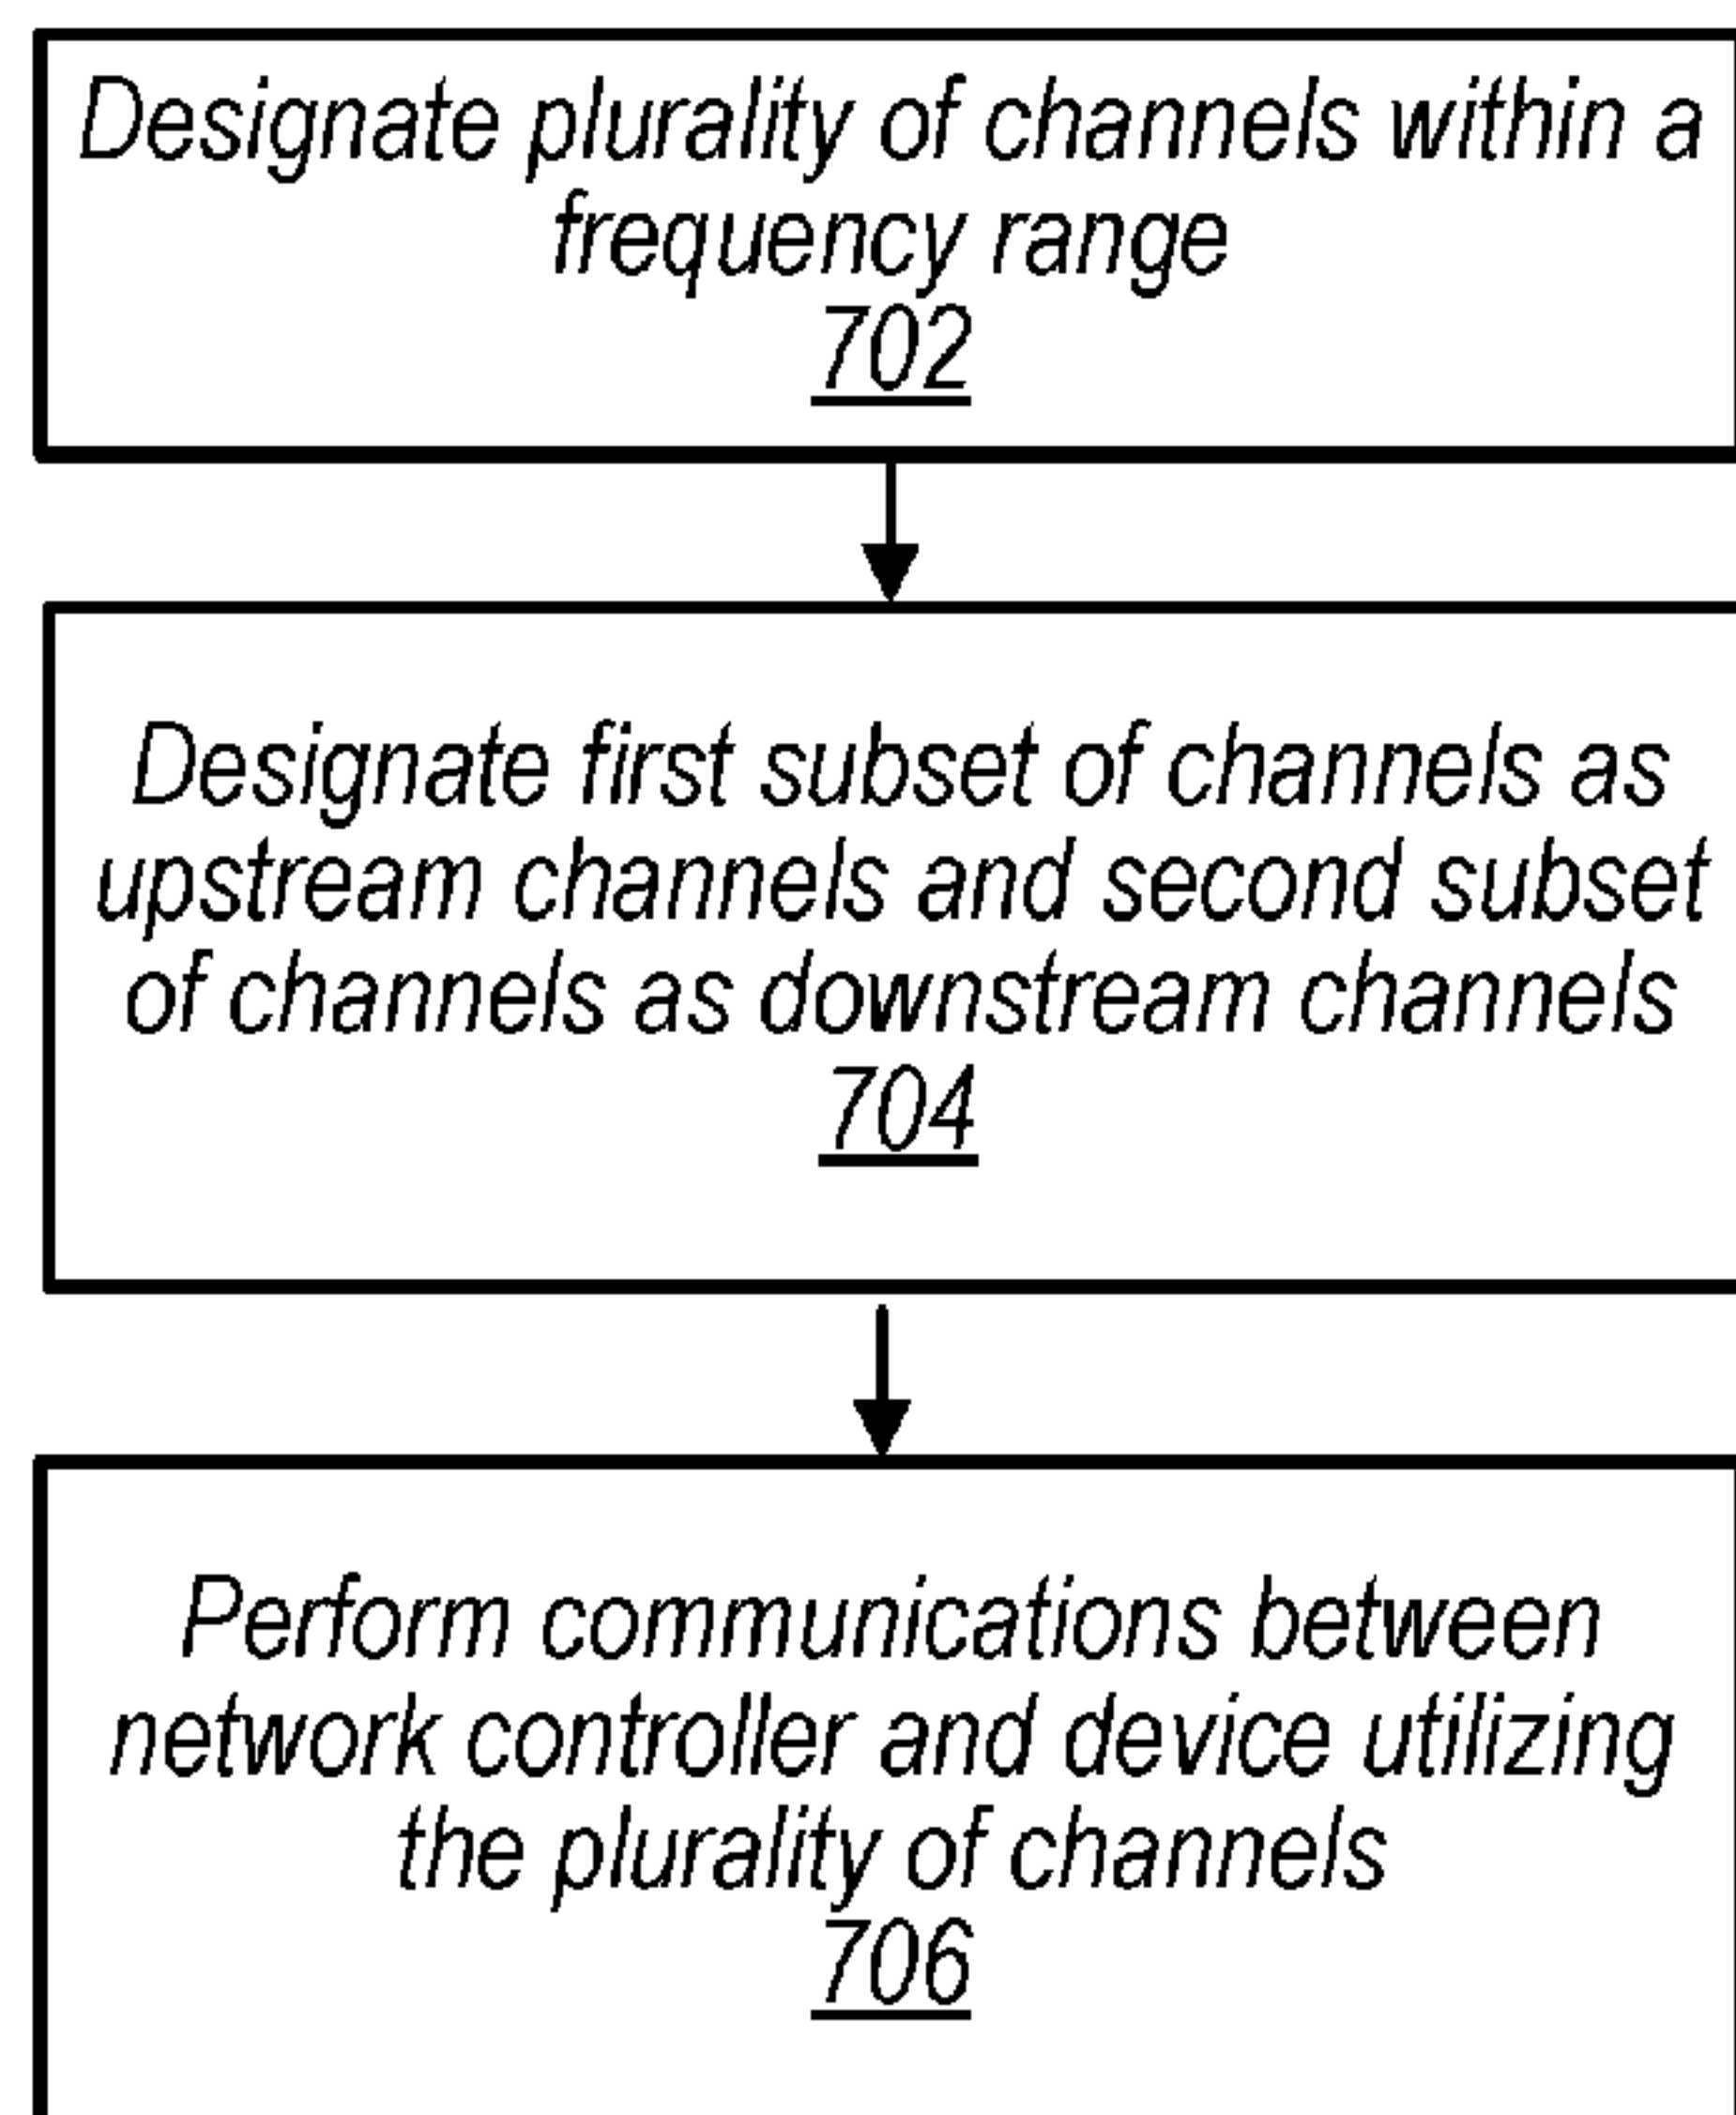 Designate plurality of channels within a
frequency range
702
Designate first subset of channels as
upstream channels and second subset
of channels as downstream channels
704
Perform communications between
network controller and device utilizing
the plurality of channels
706